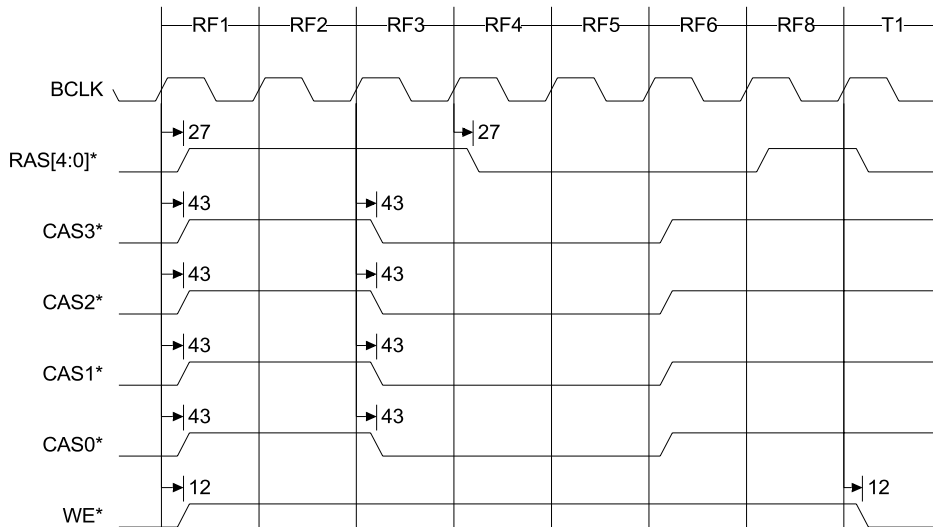 RF1 RF2 RF3 RF4 RF5 RF6 RF8 T1
BCLK
27 27
RAS[4:0]*
43 43
CAS3*
43 43
CAS2*
43 43
CAS1*
43 43
CAS0*
12 12
WE*